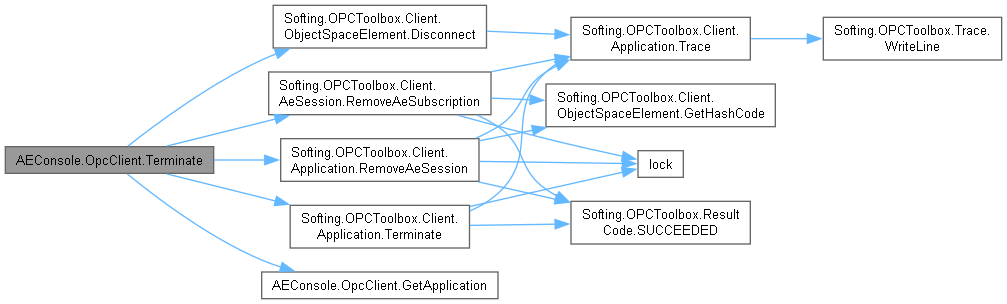 AEConsole.OpcClient.Terminate
Softing.OPCToolbox.Client.
ObjectSpaceElement.Disconnect
Softing.OPCToolbox.Client.
AeSession.RemoveAeSubscription
Softing.OPCToolbox.Client.
Application.RemoveAeSession
Softing.OPCToolbox.Client.
Application.Terminate
AEConsole.OpcClient.GetApplication
Softing.OPCToolbox.Client.
Application.Trace
Softing.OPCToolbox.Client.
ObjectSpaceElement.GetHashCode
lock
Softing.OPCToolbox.Result
Code.SUCCEEDED
Softing.OPCToolbox.Trace.
WriteLine